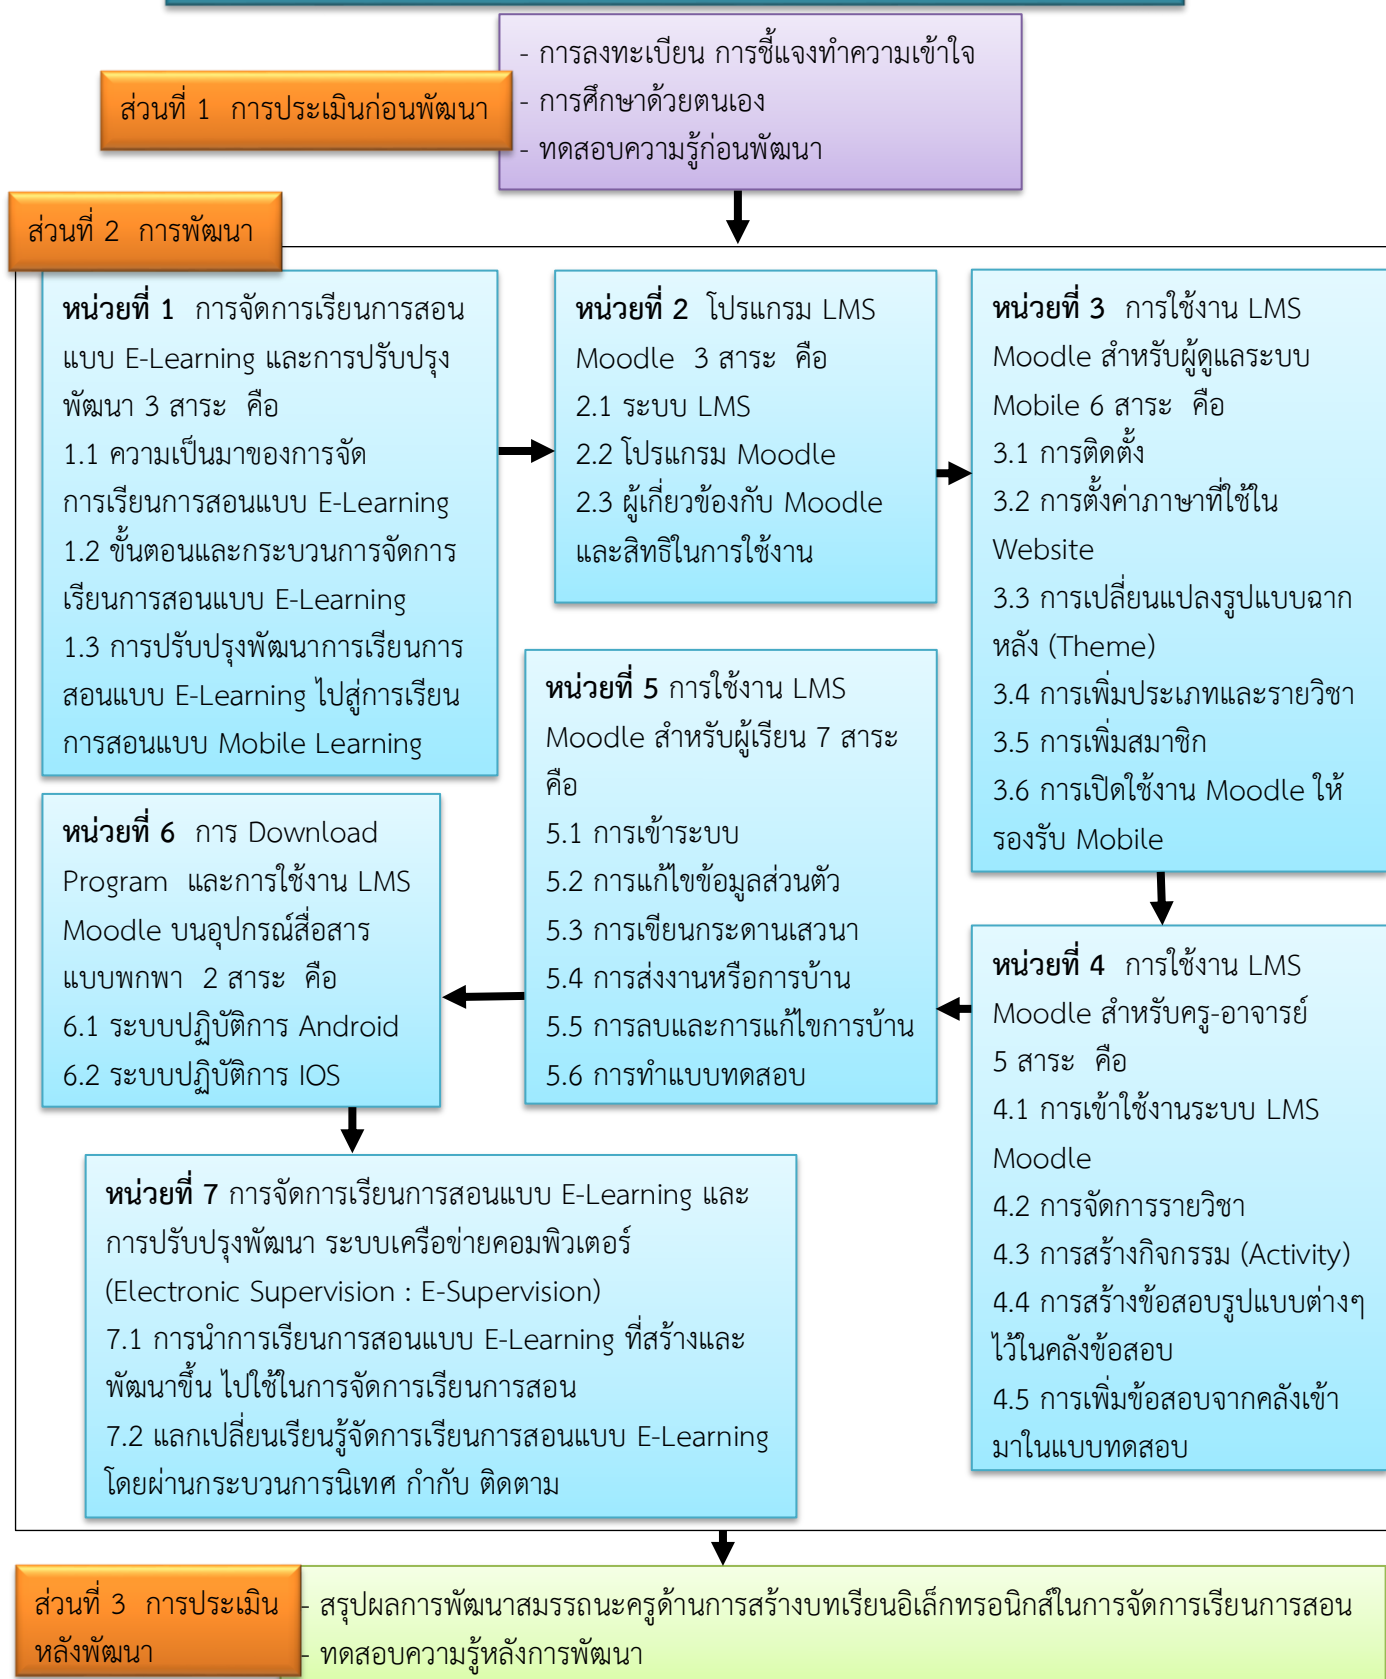 - การลงทะเบียน การชี้แจงทำความเข้าใจ
ส่วนที่ 1 การประเมินก่อนพัฒนา
- การศึกษาด้วยตนเอง
- ทดสอบความรู้ก่อนพัฒนา
ส่วนที่ 2 การพัฒนา
หน่วยที่ 1 การจัดการเรียนการสอน
แบบ E-Learning และการปรับปรุง
พัฒนา 3 สาระ คือ
1.1 ความเป็นมาของการจัด
การเรียนการสอนแบบ E-Learning
1.2 ขั้นตอนและกระบวนการจัดการ
เรียนการสอนแบบ E-Learning
1.3 การปรับปรุงพัฒนาการเรียนการ
สอนแบบ E-Learning ไปสู่การเรียน
การสอนแบบ Mobile Learning
หน่วยที่ 2 โปรแกรม LMS
Moodle 3 สาระ คือ
2.1 ระบบ LMS
2.2 โปรแกรม Moodle
2.3 ผู้เกี่ยวข้องกับ Moodle
และสิทธิในการใช้งาน
หน่วยที่ 3 การใช้งาน LMS
Moodle สำหรับผู้ดูแลระบบ
Mobile 6 สาระ คือ
3.1 การติดตั้ง
3.2 การตั้งค่าภาษาที่ใช้ใน
Website
3.3 การเปลี่ยนแปลงรูปแบบฉาก
หลัง (Theme)
3.4 การเพิ่มประเภทและรายวิชา
3.5 การเพิ่มสมาชิก
3.6 การเปิดใช้งาน Moodle ให้
รองรับ Mobile
หน่วยที่ 4 การใช้งาน LMS
Moodle สำหรับครู-อาจารย์
5 สาระ คือ
4.1 การเข้าใช้งานระบบ LMS
Moodle
4.2 การจัดการรายวิชา
4.3 การสร้างกิจกรรม (Activity)
4.4 การสร้างข้อสอบรูปแบบต่างๆ
ไว้ในคลังข้อสอบ
4.5 การเพิ่มข้อสอบจากคลังเข้า
มาในแบบทดสอบ
หน่วยที่ 5 การใช้งาน LMS
Moodle สำหรับผู้เรียน 7 สาระ
คือ
5.1 การเข้าระบบ
5.2 การแก้ไขข้อมูลส่วนตัว
5.3 การเขียนกระดานเสวนา
5.4 การส่งงานหรือการบ้าน
5.5 การลบและการแก้ไขการบ้าน
5.6 การทำแบบทดสอบ
หน่วยที่ 6 การ Download
Program และการใช้งาน LMS
Moodle บนอุปกรณ์สื่อสาร
แบบพกพา 2 สาระ คือ
6.1 ระบบปฏิบัติการ Android
6.2 ระบบปฏิบัติการ IOS
หน่วยที่ 7 การจัดการเรียนการสอนแบบ E-Learning และ
การปรับปรุงพัฒนา ระบบเครือข่ายคอมพิวเตอร์
(Electronic Supervision : E-Supervision)
7.1 การนำการเรียนการสอนแบบ E-Learning ที่สร้างและ
พัฒนาขึ้น ไปใช้ในการจัดการเรียนการสอน
7.2 แลกเปลี่ยนเรียนรู้จัดการเรียนการสอนแบบ E-Learning
โดยผ่านกระบวนการนิเทศ กำกับ ติดตาม
ส่วนที่ 3 การประเมิน
หลังพัฒนา
- สรุปผลการพัฒนาสมรรถนะครูด้านการสร้างบทเรียนอิเล็กทรอนิกส์ในการจัดการเรียนการสอน
- ทดสอบความรู้หลังการพัฒนา